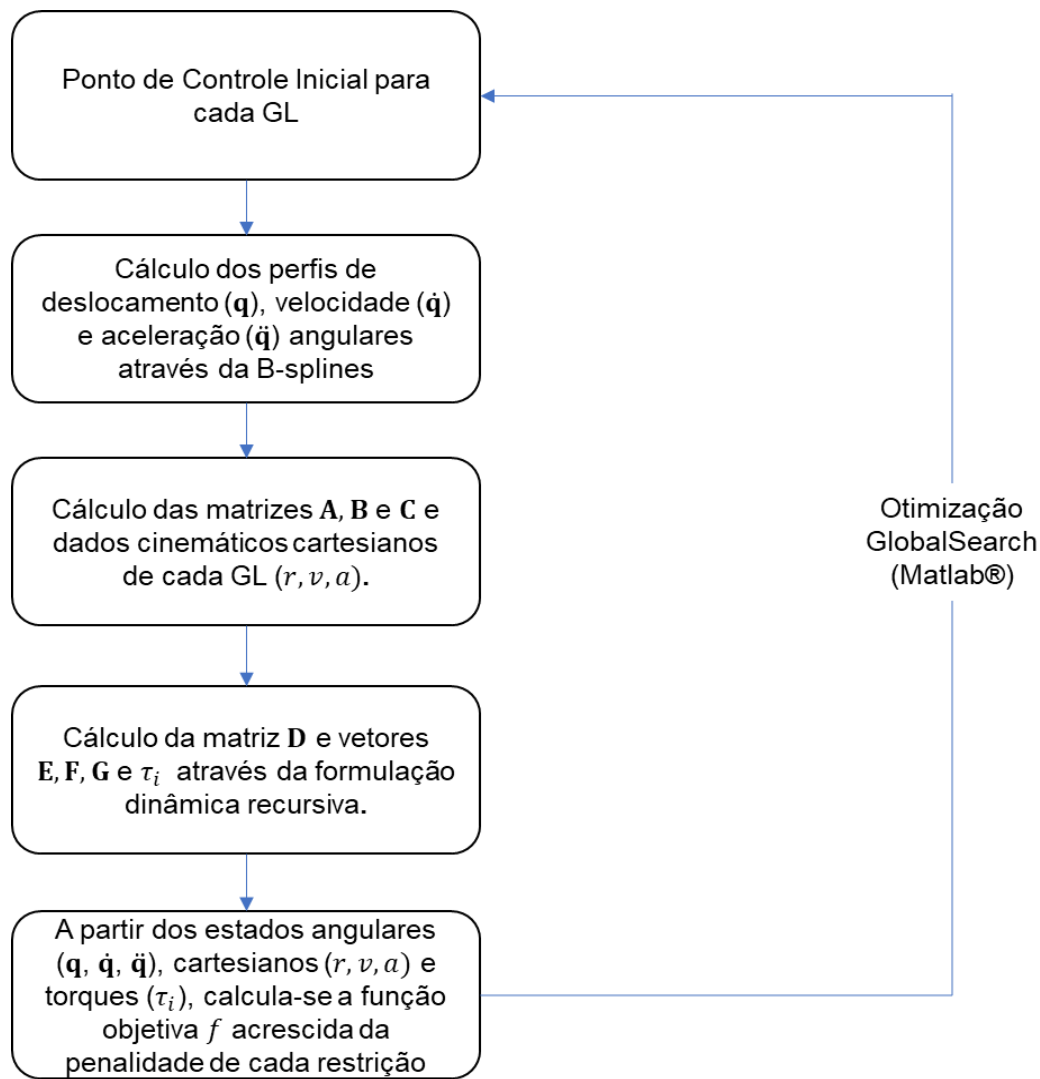 Ponto de Controle Inicial para
cada GL
Cálculo dos perfis de
deslocamento (q), velocidade (q̇)
e aceleração (q̈) angulares
através da B-splines
Cálculo das matrizes A, B e C e
dados cinemáticos cartesianos
de cada GL (r, v, a).
Cálculo da matriz D e vetores
E, F, G e τᵢ através da formulação
dinâmica recursiva.
A partir dos estados angulares
(q, q̇, q̈), cartesianos (r, v, a) e
torques (τᵢ), calcula-se a função
objetiva f acrescida da
penalidade de cada restrição
Otimização
GlobalSearch
(Matlab®)